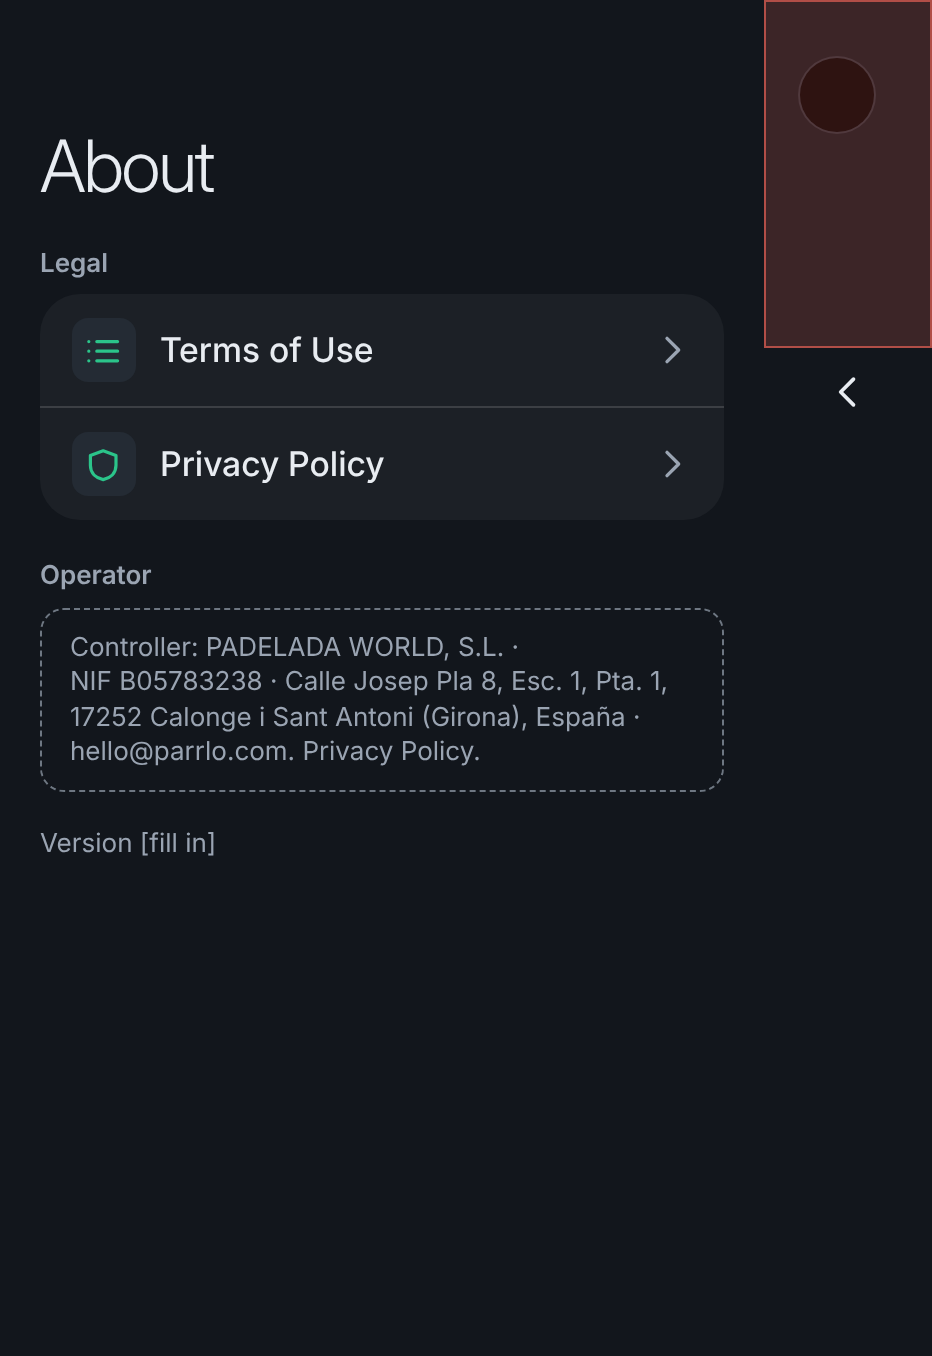 About
Legal
Terms of Use
Privacy Policy
Operator
Controller: PADELADA WORLD, S.L. ·
NIF B05783238 · Calle Josep Pla 8, Esc. 1, Pta. 1,
17252 Calonge i Sant Antoni (Girona), España ·
hello@parrlo.com. Privacy Policy.
Version [fill in]